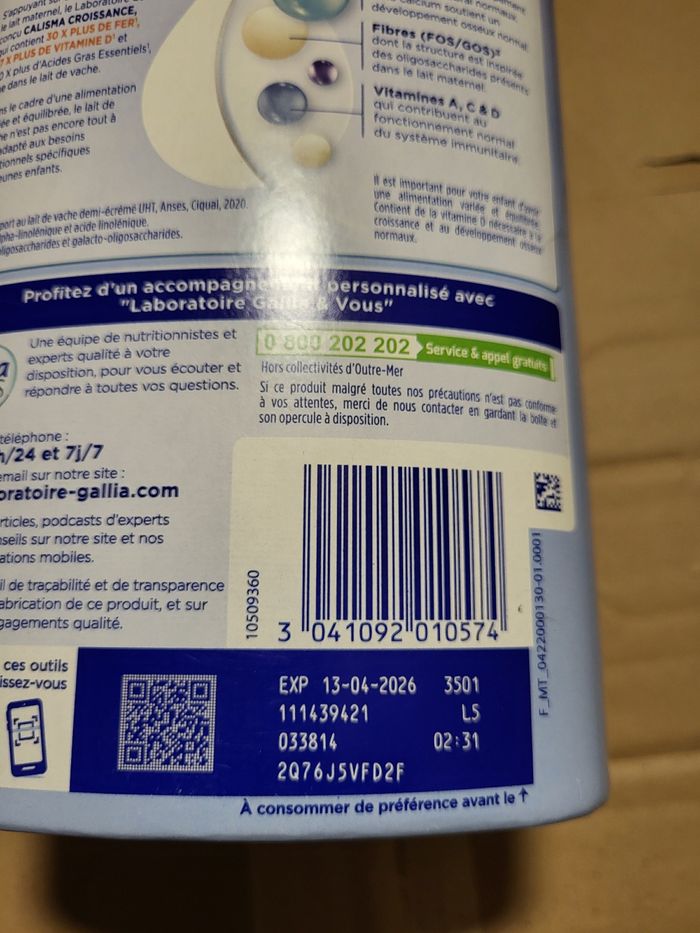 le lait maternel, le Laboratoire
conçu CALISMA CROISSANCE,
qui contient 30 X PLUS DE FER¹,
X PLUS DE VITAMINE D¹ et
X plus d'Acides Gras Essentiels¹,
dans le lait de vache.
le cadre d'une alimentation
et équilibrée, le lait de
n'est pas encore tout à
adapté aux besoins
spécifiques
jeunes enfants.
calcium soutient un
développement osseux normal
Fibres (FOS/GOS)²
dont la structure est inspirée
des oligosaccharides présents
dans le lait maternel.
Vitamines A, C & D
qui contribuent au
fonctionnement normal
du système immunitaire.
Il est important pour votre enfant d'avoir
une alimentation variée et équilibrée.
Contient de la vitamine D nécessaire à la
croissance et au développement osseux
normaux.
au lait de vache demi-écrémé UHT, Anses, Ciqual, 2020.
alpha-linolénique et acide linolénique.
oligosaccharides et galacto-oligosaccharides.
Profitez d'un accompagnement personnalisé avec
"Laboratoire Gallia & Vous"
Une équipe de nutritionnistes et
experts qualité à votre
disposition, pour vous écouter et
répondre à toutes vos questions.
0 800 202 202 Service & appel gratuits
Hors collectivités d'Outre-Mer
Si ce produit malgré toutes nos précautions n'est pas conforme
à vos attentes, merci de nous contacter en gardant la boîte et
son opercule à disposition.
téléphone :
h/24 et 7j/7
email sur notre site :
laboratoire-gallia.com
articles, podcasts d'experts
conseils sur notre site et nos
mobiles.
de traçabilité et de transparence
fabrication de ce produit, et sur
engagements qualité.
ces outils
10509360
3 041092 010574
F_MT_0422000130-01.0001
EXP 13-04-2026 3501
111439421 LS
033814 02:31
2Q76J5VFD2F
À consommer de préférence avant le ↑